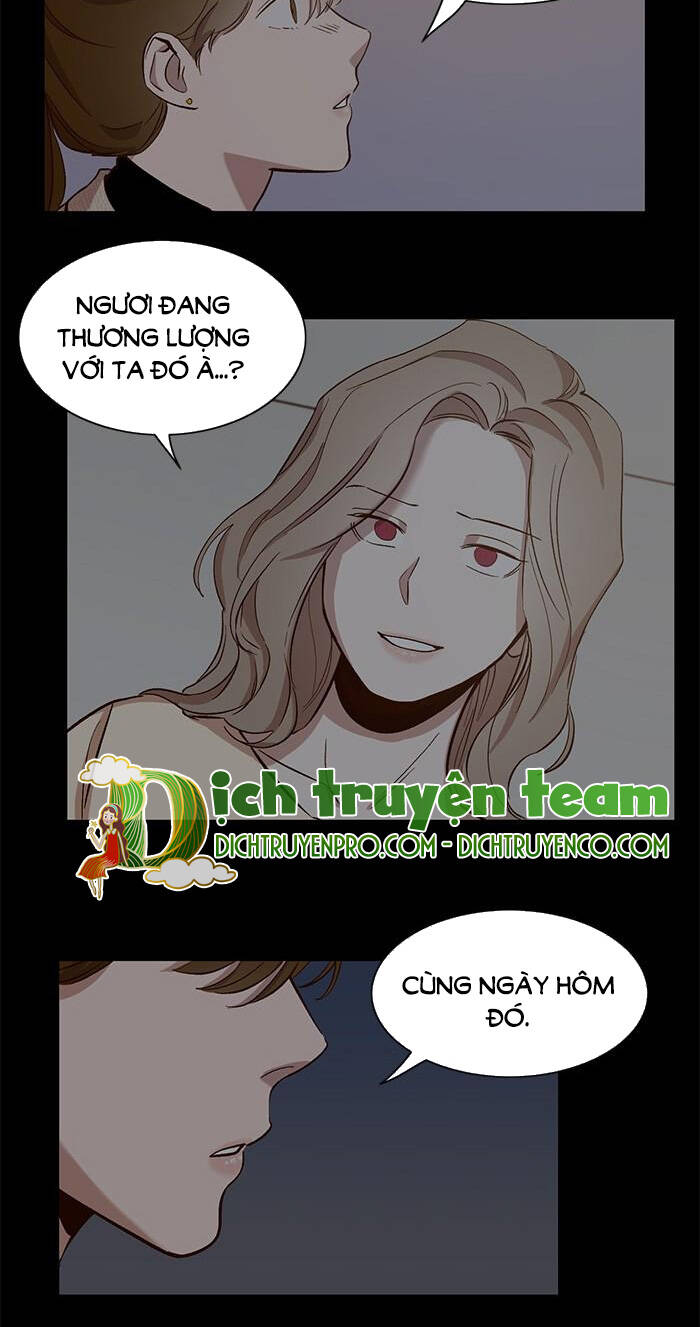 NGƯƠI ĐANG
THƯƠNG LƯỢNG
VỚI TA ĐÓ À...?
Dịch truyện team
DICHTRUYENPRO.COM - DICHTRUYENCO.COM
CÙNG NGÀY HÔM
ĐÓ.